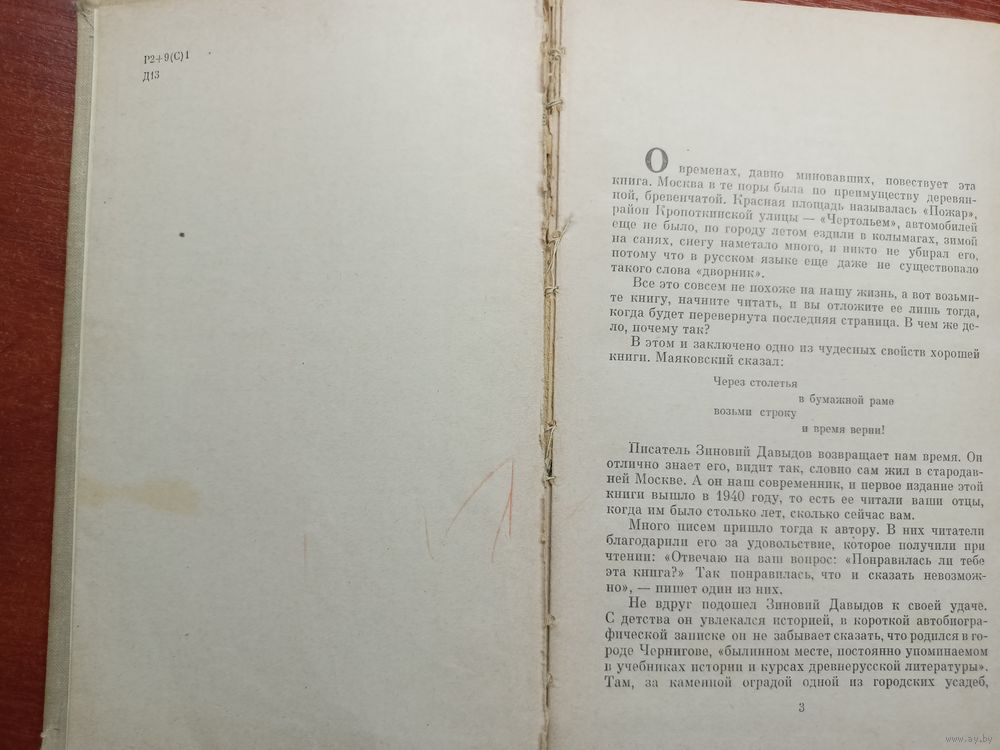 Р2+9(С)1
Д13
О временах, давно миновавших, повествует эта
книга. Москва в те поры была по преимуществу деревян-
ной, бревенчатой. Красная площадь называлась «Пожар»,
район Кропоткинской улицы — «Чертольем», автомобилей
еще не было, по городу летом ездили в колымагах, зимой
на санях, снегу наметало много, и никто не убирал его,
потому что в русском языке еще даже не существовало
такого слова «дворник».
Все это совсем не похоже на нашу жизнь, а вот возьми-
те книгу, начните читать, и вы отложите ее лишь тогда,
когда будет перевернута последняя страница. В чем же де-
ло, почему так?
В этом и заключено одно из чудесных свойств хорошей
книги. Маяковский сказал:
Через столетья
в бумажной раме
возьми строку
и время верни!
Писатель Зиновий Давыдов возвращает нам время. Он
отлично знает его, видит так, словно сам жил в стародав-
ней Москве. А он наш современник, и первое издание этой
книги вышло в 1940 году, то есть ее читали ваши отцы,
когда им было столько лет, сколько сейчас вам.
Много писем пришло тогда к автору. В них читатели
благодарили его за удовольствие, которое получили при
чтении: «Отвечаю на ваш вопрос: «Понравилась ли тебе
эта книга?» Так понравилась, что и сказать невозмож-
но», — пишет один из них.
Не вдруг подошел Зиновий Давыдов к своей удаче.
С детства он увлекался историей, в короткой автобиогра-
фической записке он не забывает сказать, что родился в го-
роде Чернигове, «былинном месте, постоянно упоминаемом
в учебниках истории и курсах древнерусской литературы».
Там, за каменной оградой одной из городских усадеб,
3
www.ay.by